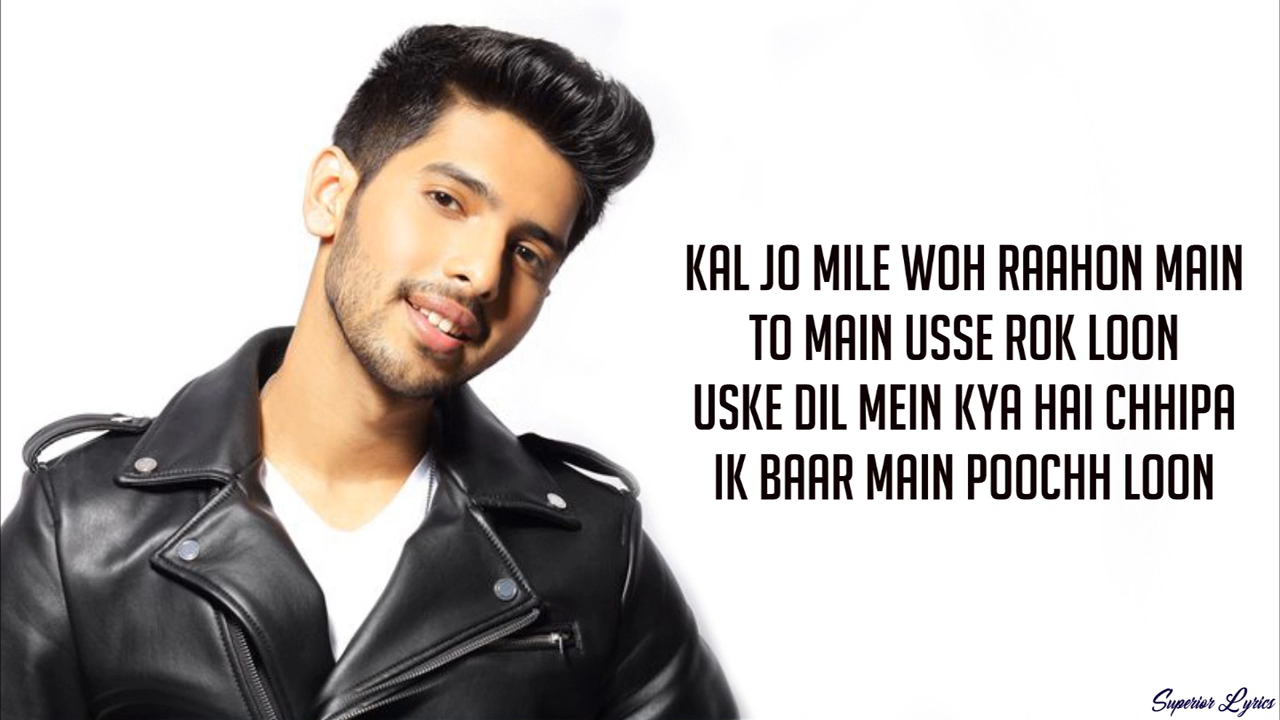 KAL JO MILE WOH RAAHON MAIN
TO MAIN USSE ROK LOON
USKE DIL MEIN KYA HAI CHHIPA
IK BAAR MAIN POOCHH LOON
Superior Lyrics